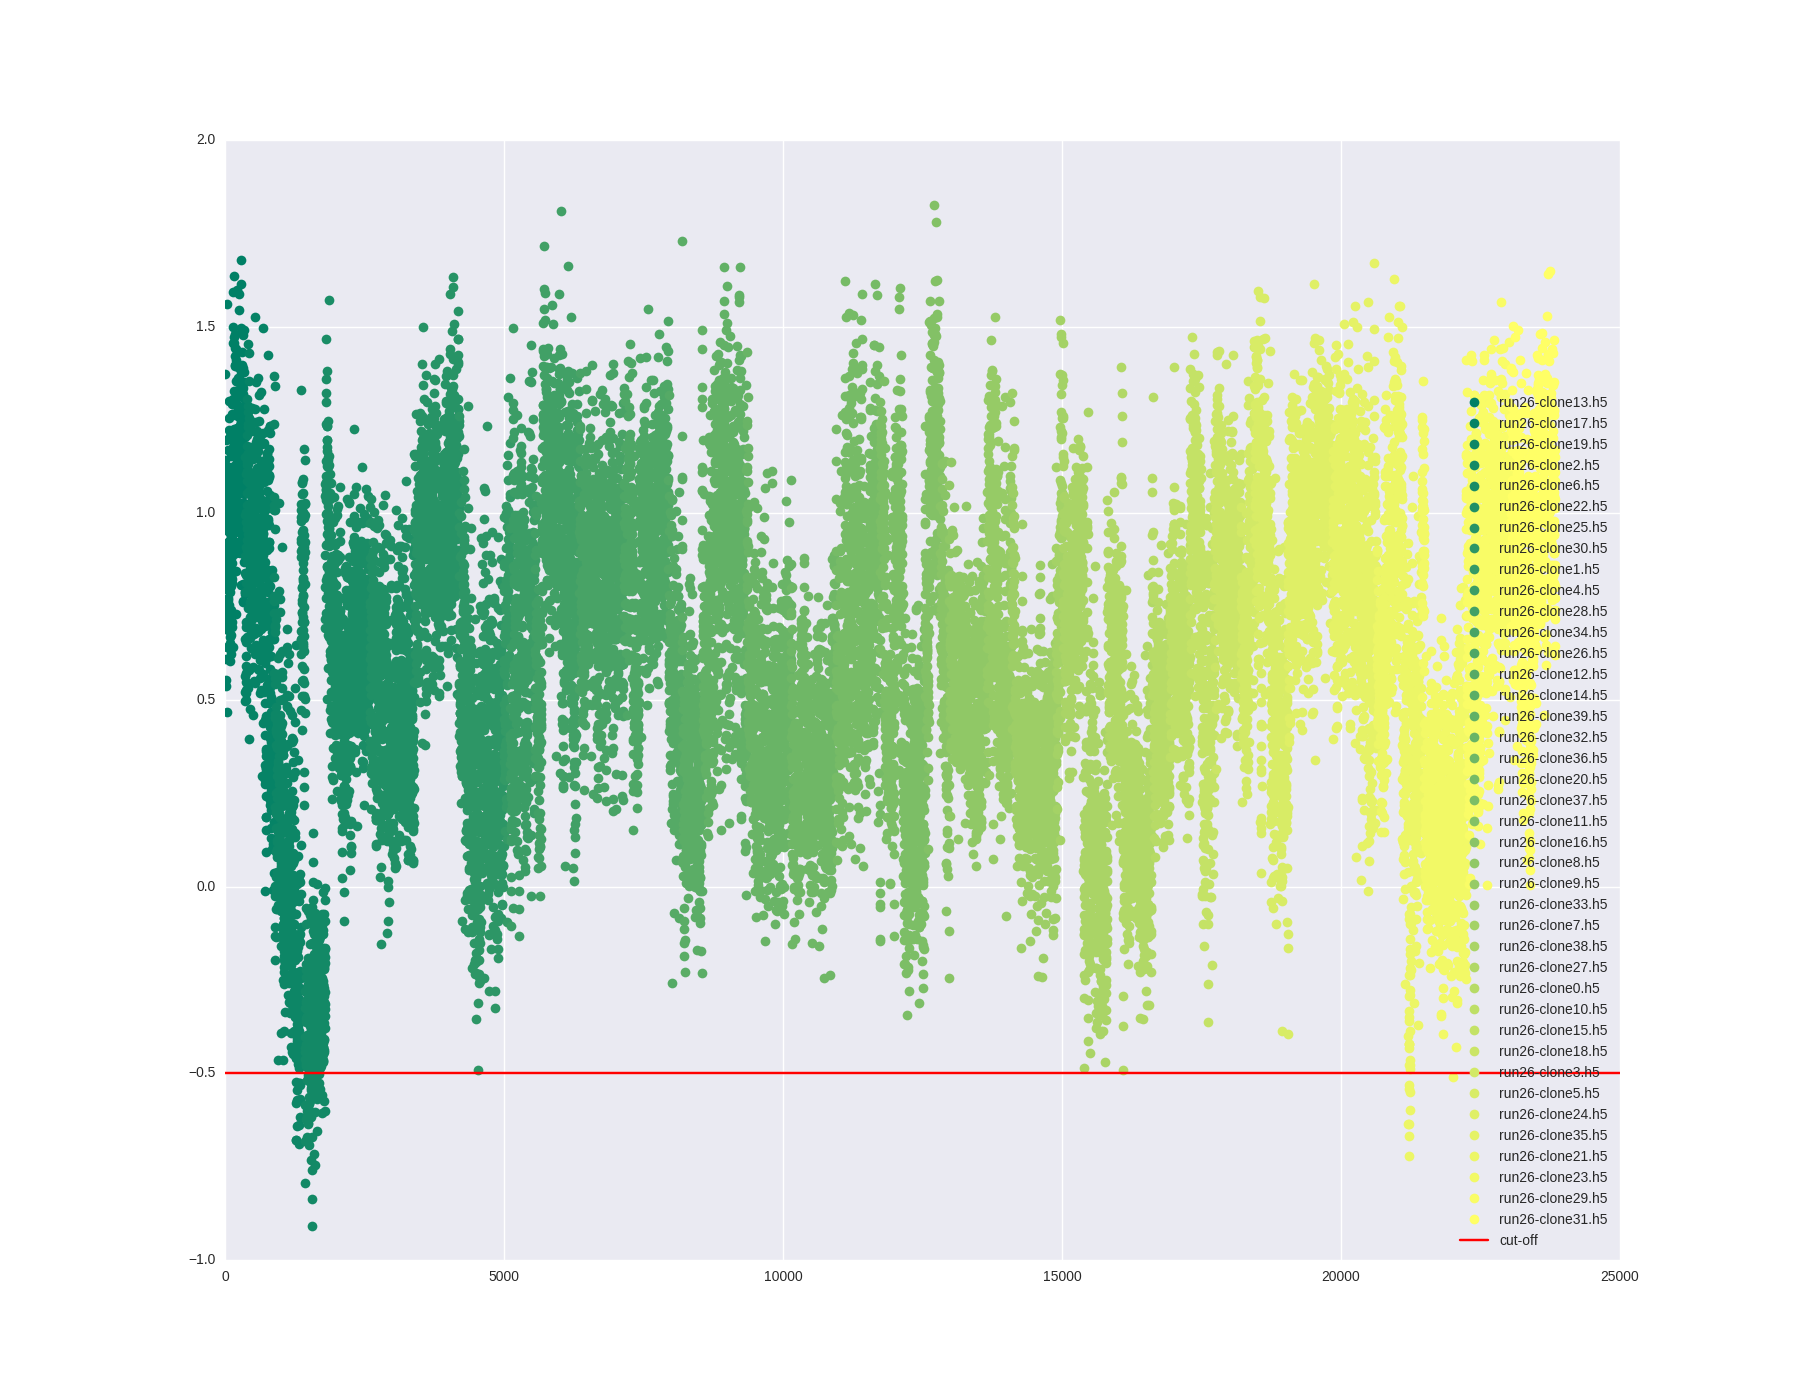 2.0
1.5
1.0
0.5
0.0
−0.5
−1.0
0
5000
10000
15000
20000
25000
run26-clone13.h5
run26-clone17.h5
run26-clone19.h5
run26-clone2.h5
run26-clone6.h5
run26-clone22.h5
run26-clone25.h5
run26-clone30.h5
run26-clone1.h5
run26-clone4.h5
run26-clone28.h5
run26-clone34.h5
run26-clone26.h5
run26-clone12.h5
run26-clone14.h5
run26-clone39.h5
run26-clone32.h5
run26-clone36.h5
run26-clone20.h5
run26-clone37.h5
run26-clone11.h5
run26-clone16.h5
run26-clone8.h5
run26-clone9.h5
run26-clone33.h5
run26-clone7.h5
run26-clone38.h5
run26-clone27.h5
run26-clone0.h5
run26-clone10.h5
run26-clone15.h5
run26-clone18.h5
run26-clone3.h5
run26-clone5.h5
run26-clone24.h5
run26-clone35.h5
run26-clone21.h5
run26-clone23.h5
run26-clone29.h5
run26-clone31.h5
cut-off